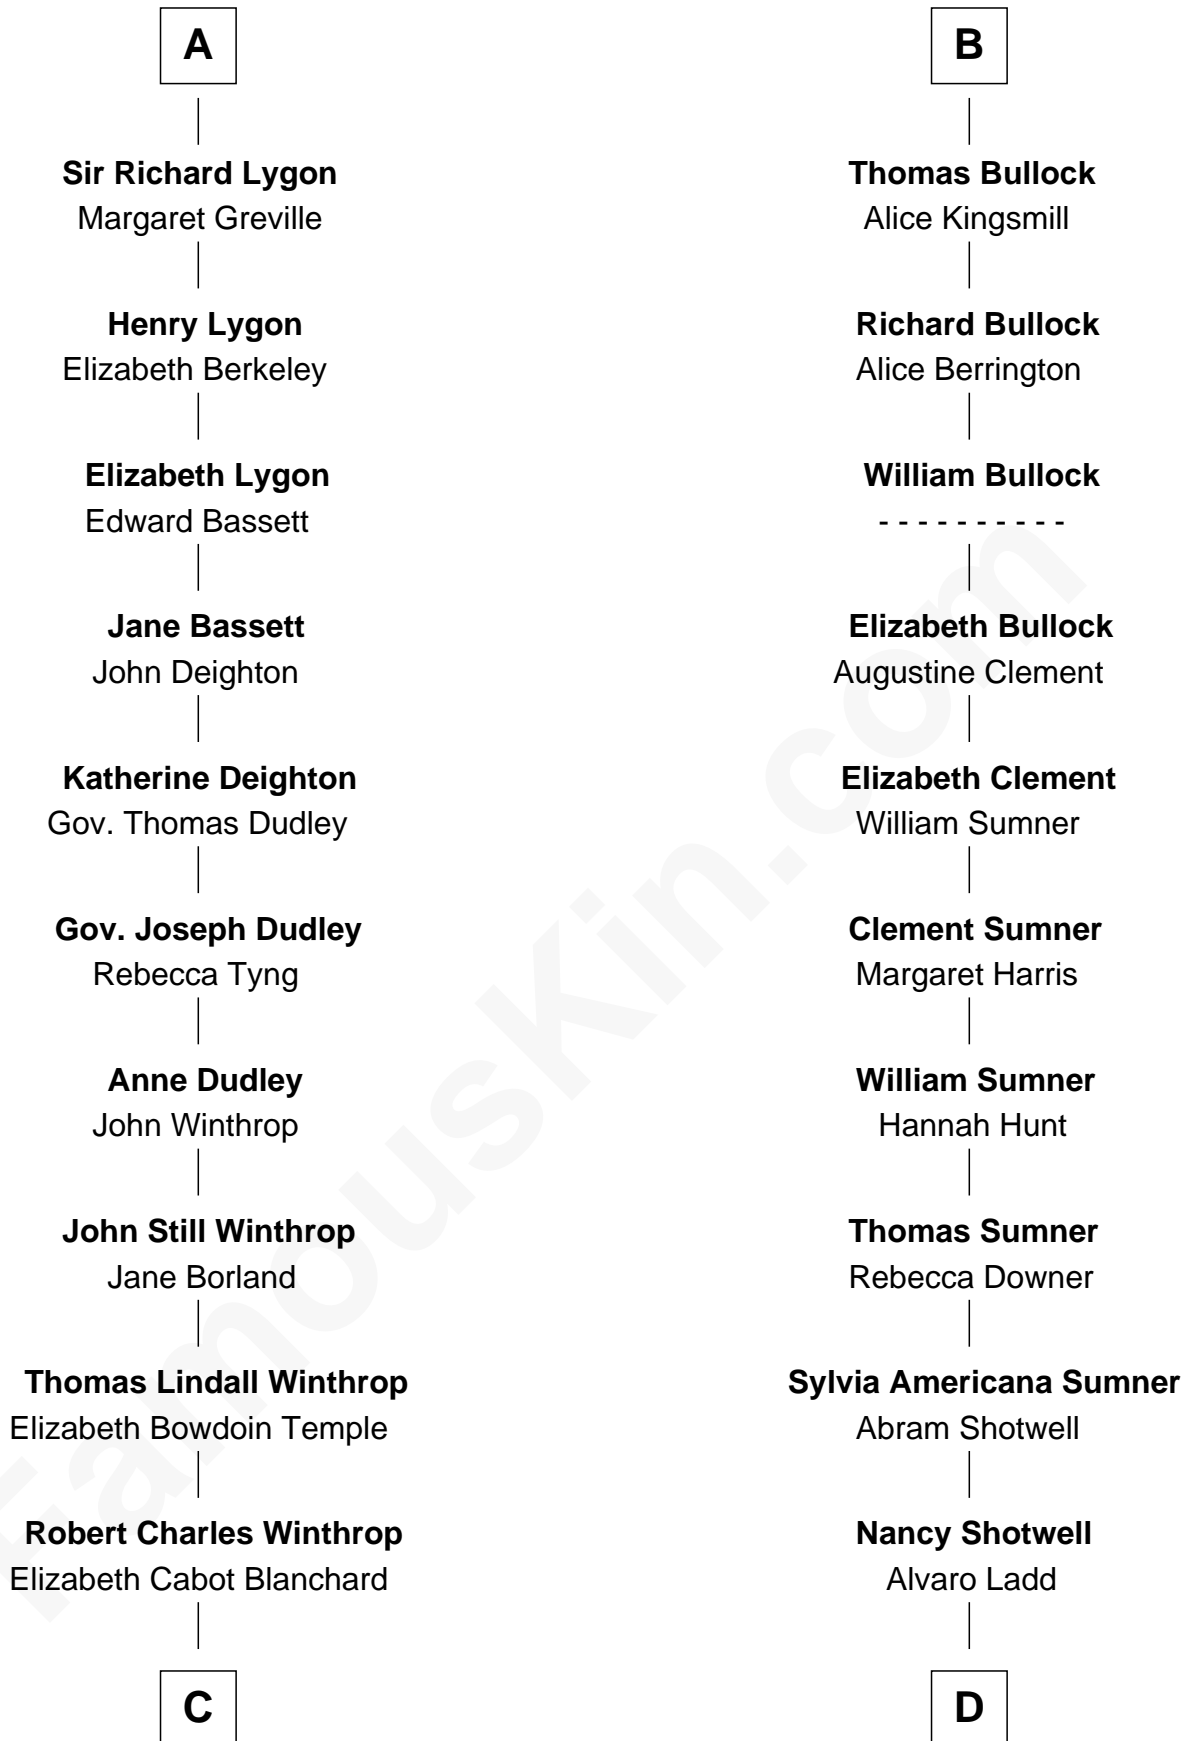 A
Sir Richard Lygon
Margaret Greville
Henry Lygon
Elizabeth Berkeley
Elizabeth Lygon
Edward Bassett
Jane Bassett
John Deighton
Katherine Deighton
Gov. Thomas Dudley
Gov. Joseph Dudley
Rebecca Tyng
Anne Dudley
John Winthrop
John Still Winthrop
Jane Borland
Thomas Lindall Winthrop
Elizabeth Bowdoin Temple
Robert Charles Winthrop
Elizabeth Cabot Blanchard
C
B
Thomas Bullock
Alice Kingsmill
Richard Bullock
Alice Berrington
William Bullock
- - - - - - - - - -
Elizabeth Bullock
Augustine Clement
Elizabeth Clement
William Sumner
Clement Sumner
Margaret Harris
William Sumner
Hannah Hunt
Thomas Sumner
Rebecca Downer
Sylvia Americana Sumner
Abram Shotwell
Nancy Shotwell
Alvaro Ladd
D
FamousKin.com